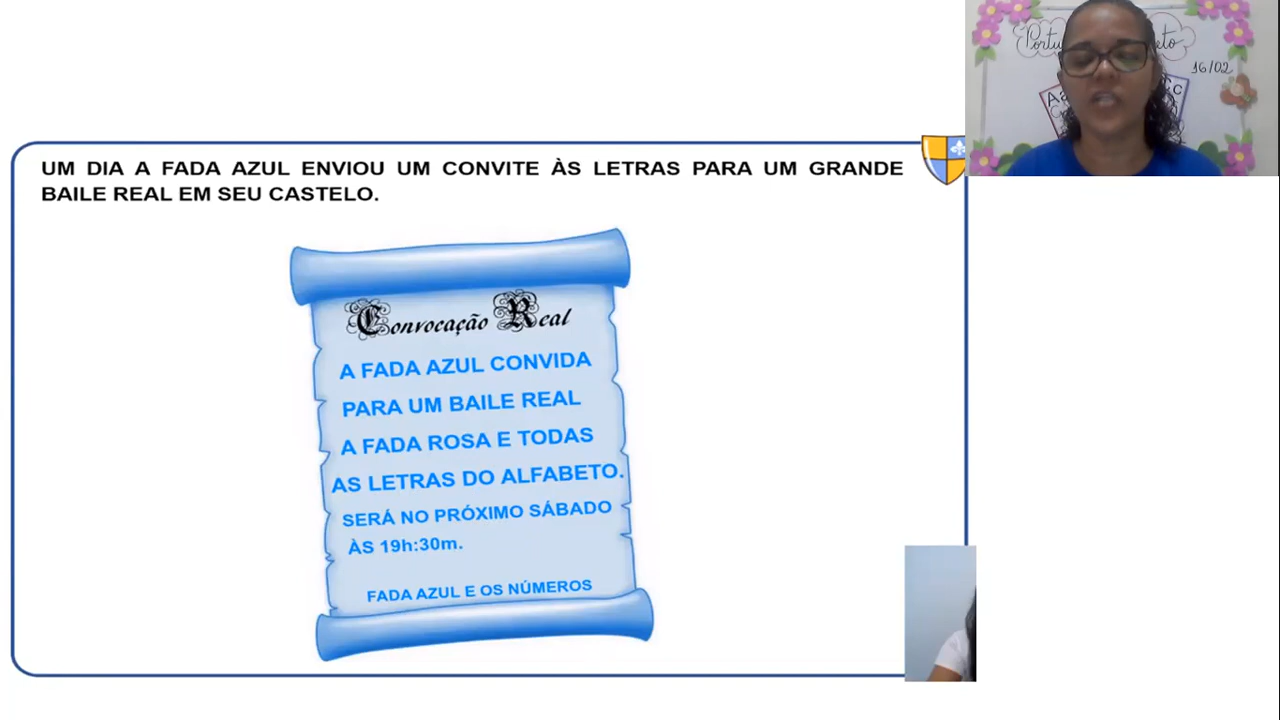 UM DIA A FADA AZUL ENVIOU UM CONVITE ÀS LETRAS PARA UM GRANDE
BAILE REAL EM SEU CASTELO.
Convocação Real
A FADA AZUL CONVIDA
PARA UM BAILE REAL
A FADA ROSA E TODAS
AS LETRAS DO ALFABETO.
SERÁ NO PRÓXIMO SÁBADO
ÀS 19h:30m.
FADA AZUL E OS NÚMEROS
16/02